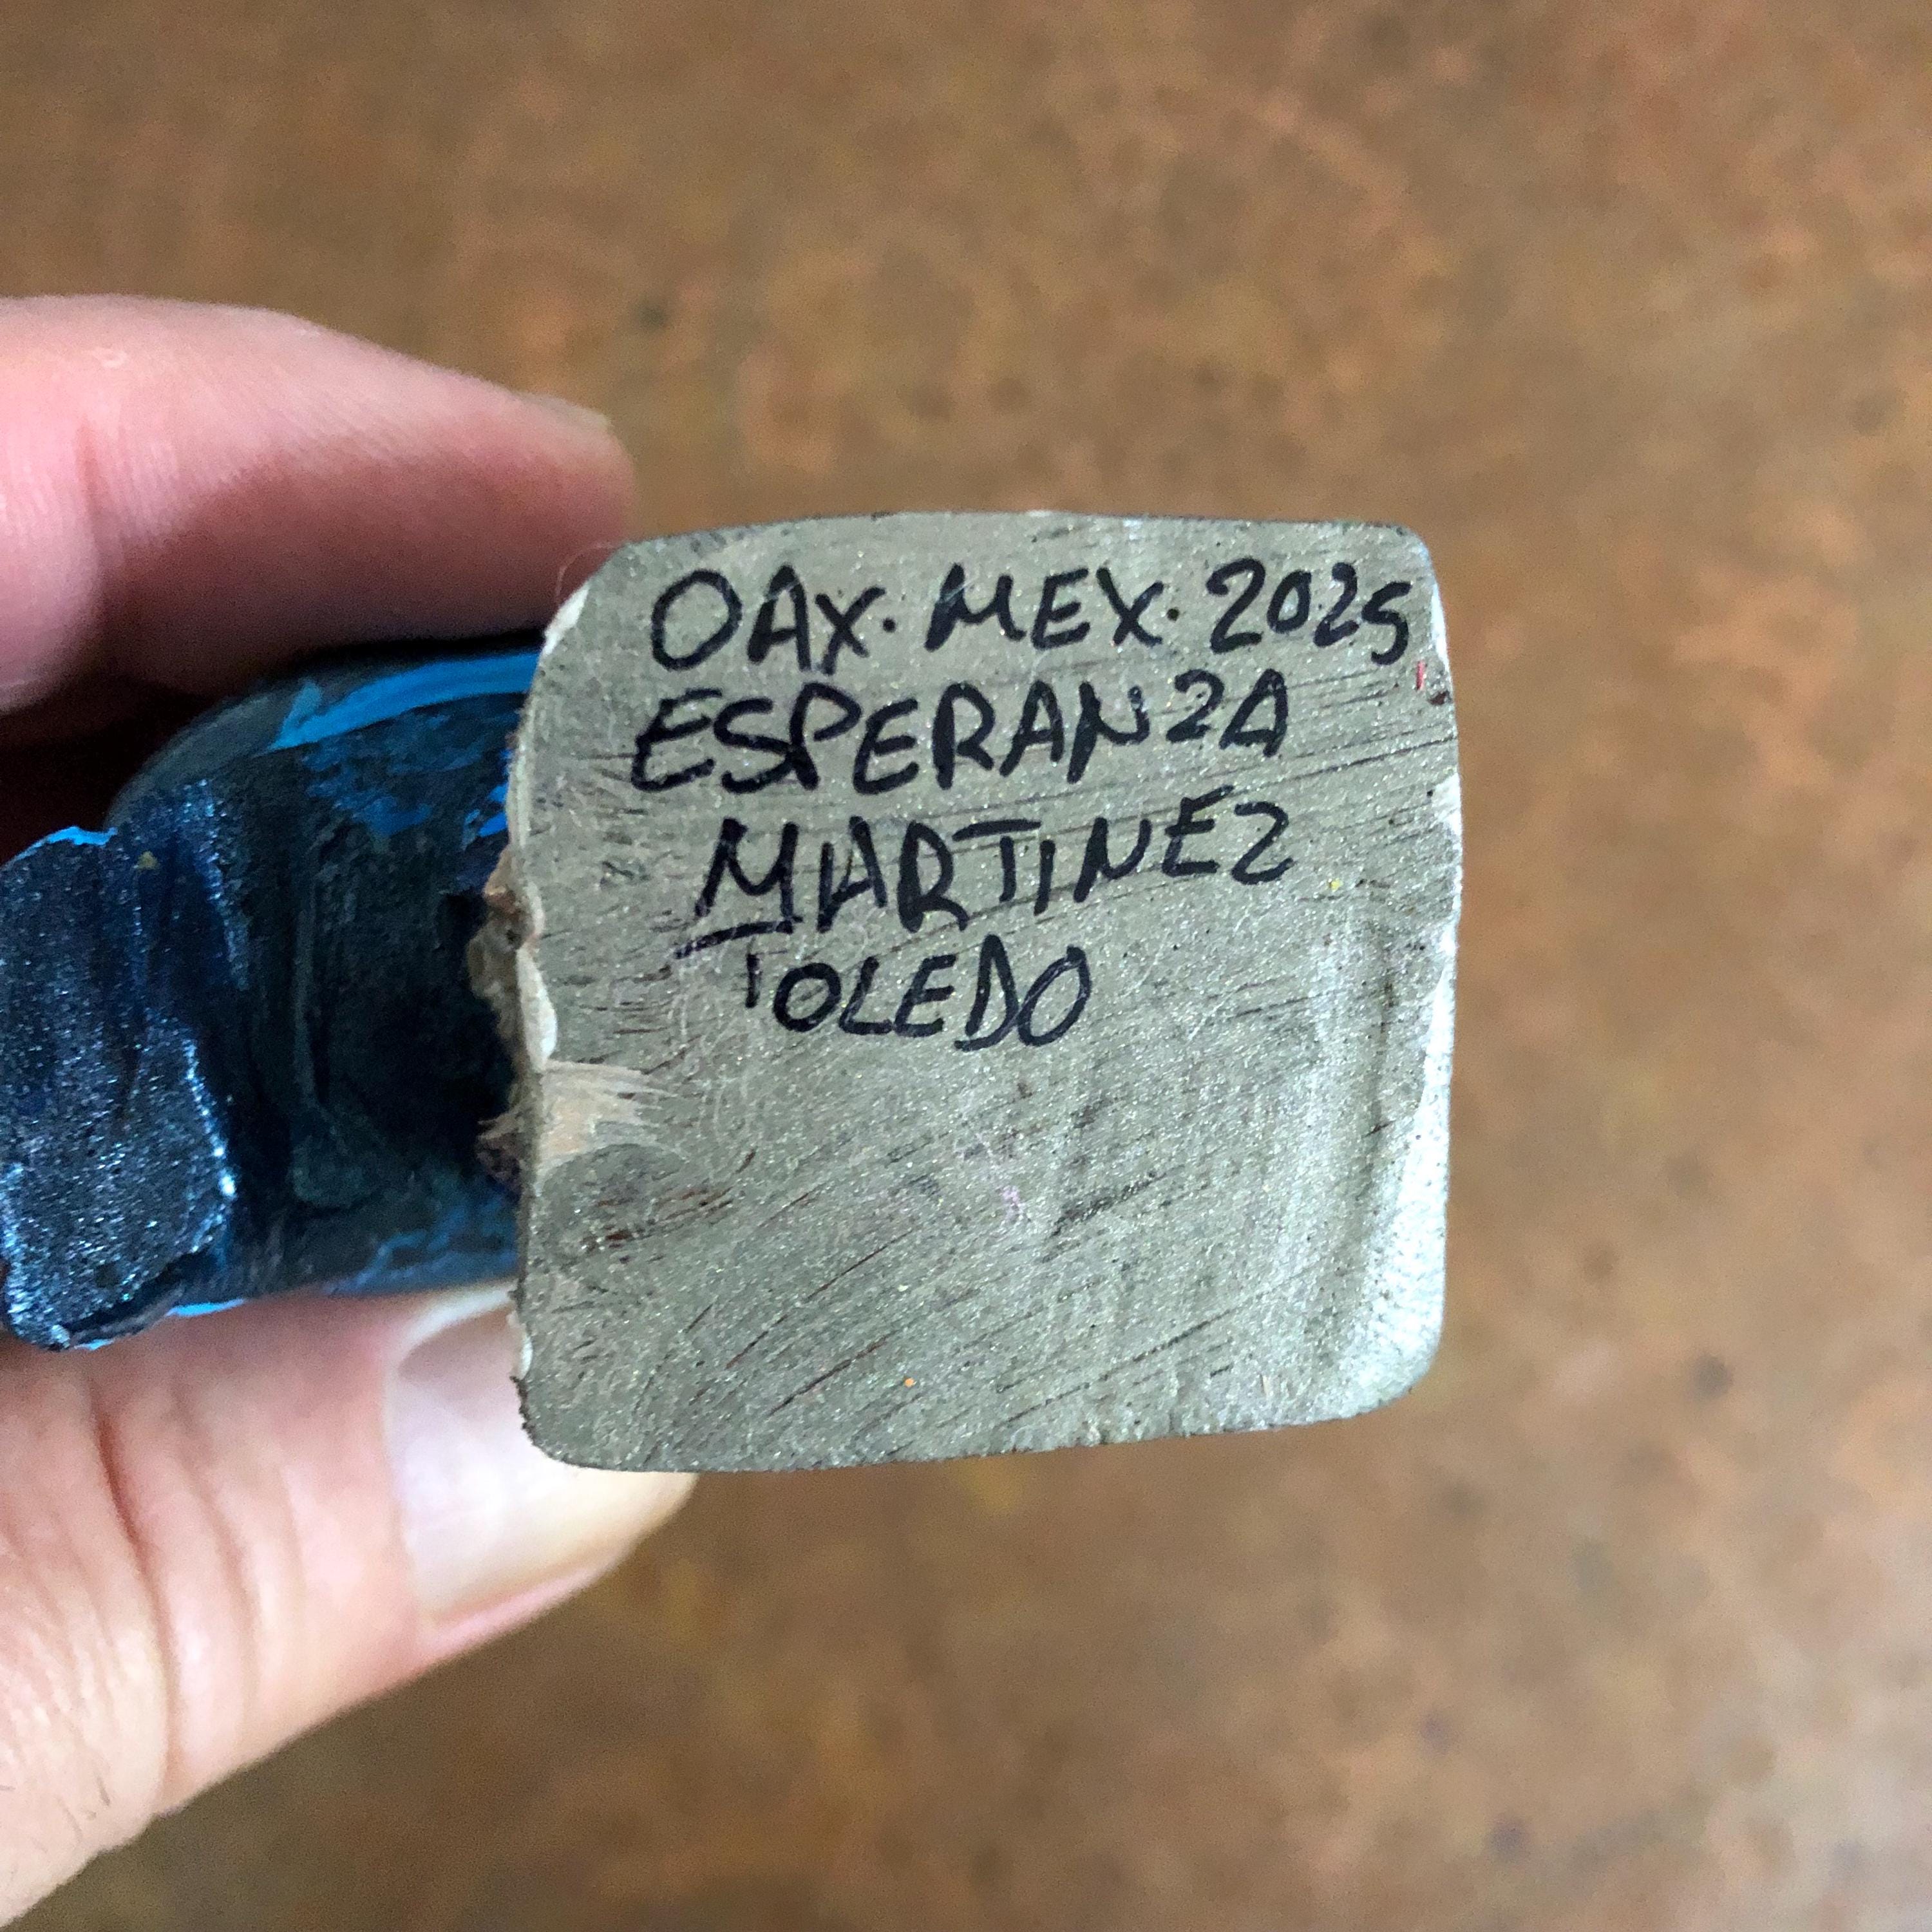 OAX. MEX. 2025
ESPERANZA
MARTINEZ
TOLEDO